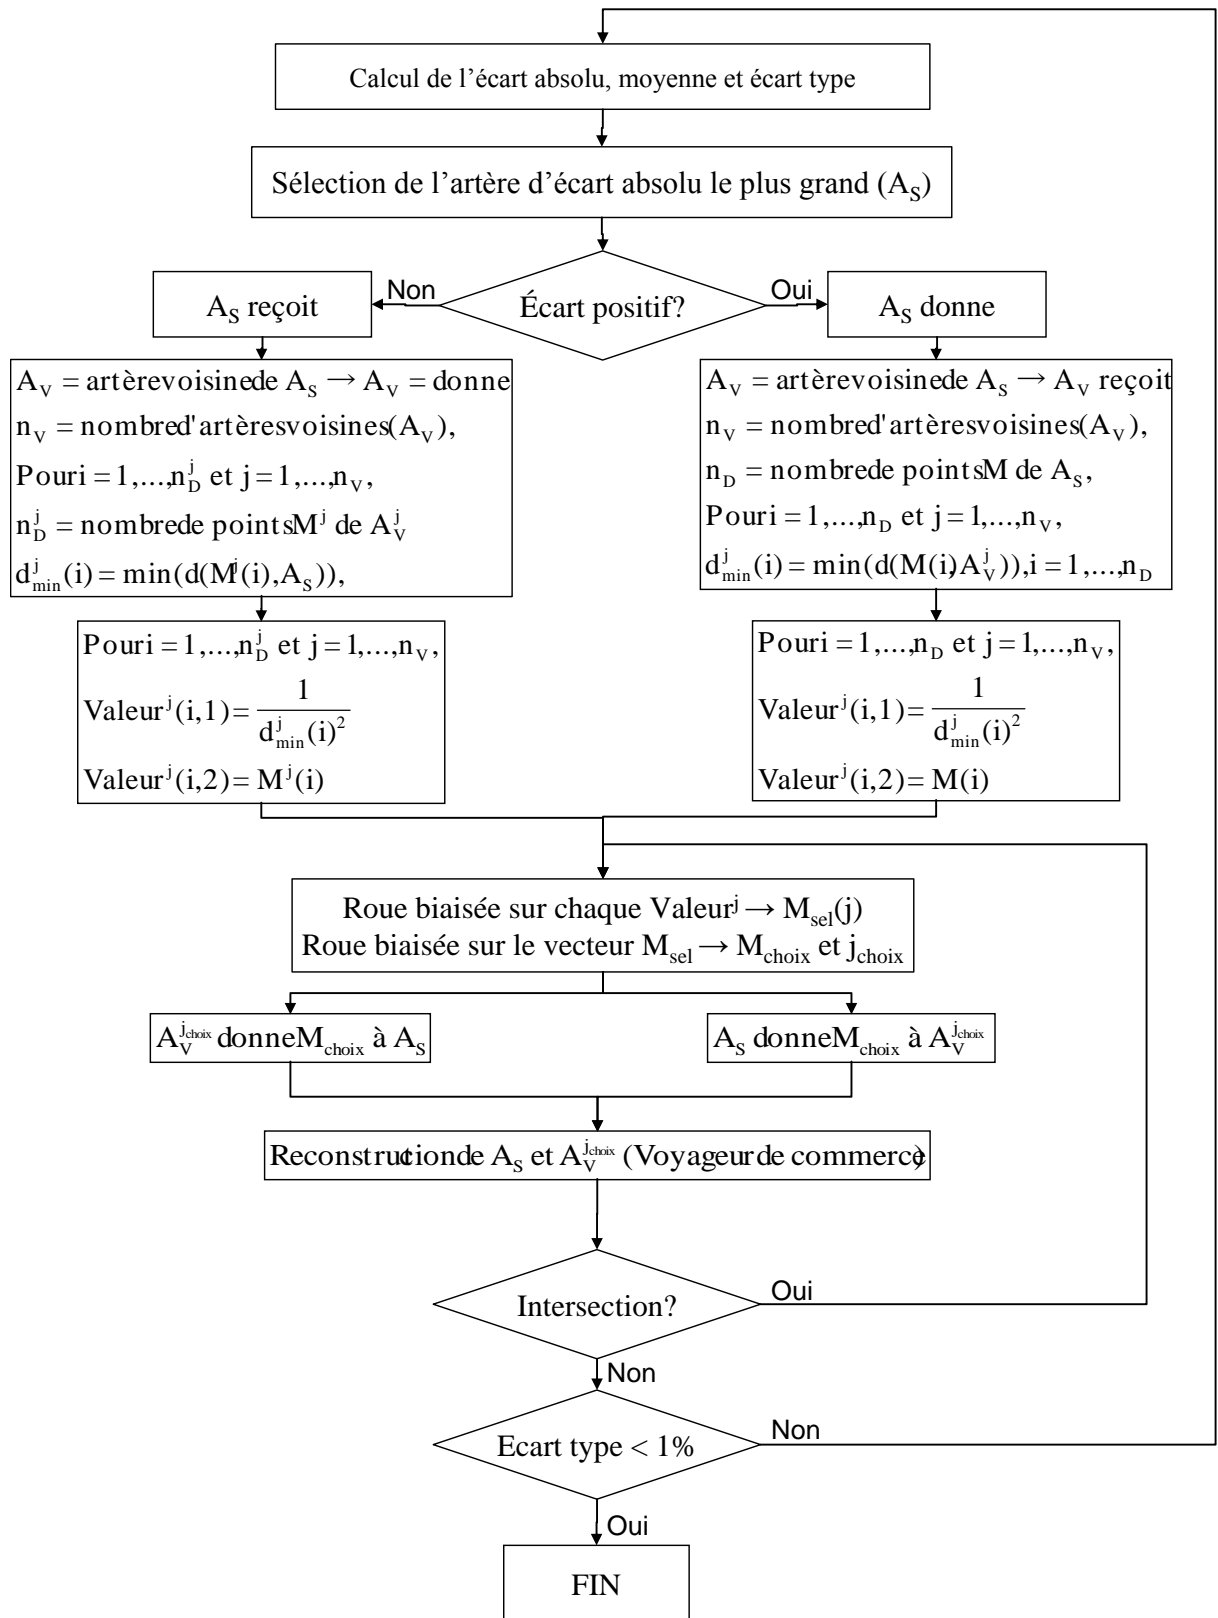 Calcul de l’écart absolu, moyenne et écart type
Sélection de l’artère d’écart absolu le plus grand (A_S)
Écart positif?
Non
Oui
A_S reçoit
A_S donne
A_V = artèrevoisinede A_S → A_V = donne
n_V = nombred'artèresvoisines(A_V),
Pouri = 1,...,n_D^j et j = 1,...,n_V,
n_D^j = nombrede pointsM^j de A_V^j
d_min^j(i) = min(d(M^j(i),A_S)),
A_V = artèrevoisinede A_S → A_V reçoit
n_V = nombred'artèresvoisines(A_V),
n_D = nombrede pointsM de A_S,
Pouri = 1,...,n_D et j = 1,...,n_V,
d_min^j(i) = min(d(M(i),A_V^j)),i = 1,...,n_D
Pouri = 1,...,n_D^j et j = 1,...,n_V,
Valeur^j(i,1) = 1 / d_min^j(i)^2
Valeur^j(i,2) = M^j(i)
Pouri = 1,...,n_D et j = 1,...,n_V,
Valeur^j(i,1) = 1 / d_min^j(i)^2
Valeur^j(i,2) = M(i)
Roue biaisée sur chaque Valeur^j → M_sel(j)
Roue biaisée sur le vecteur M_sel → M_choix et j_choix
A_V^j_choix donneM_choix à A_S
A_S donneM_choix à A_V^j_choix
Reconstructionde A_S et A_V^j_choix (Voyageurde commerce)
Intersection?
Oui
Non
Ecart type < 1%
Non
Oui
FIN